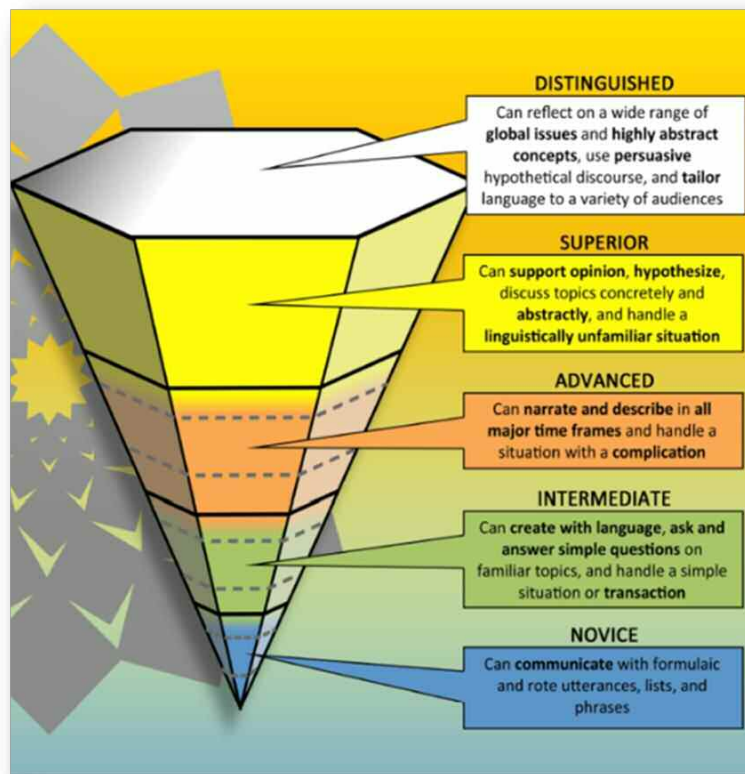 DISTINGUISHED
Can reflect on a wide range of
global issues and highly abstract
concepts, use persuasive
hypothetical discourse, and tailor
language to a variety of audiences
SUPERIOR
Can support opinion, hypothesize,
discuss topics concretely and
abstractly, and handle a
linguistically unfamiliar situation
ADVANCED
Can narrate and describe in all
major time frames and handle a
situation with a complication
INTERMEDIATE
Can create with language, ask and
answer simple questions on
familiar topics, and handle a simple
situation or transaction
NOVICE
Can communicate with formulaic
and rote utterances, lists, and
phrases